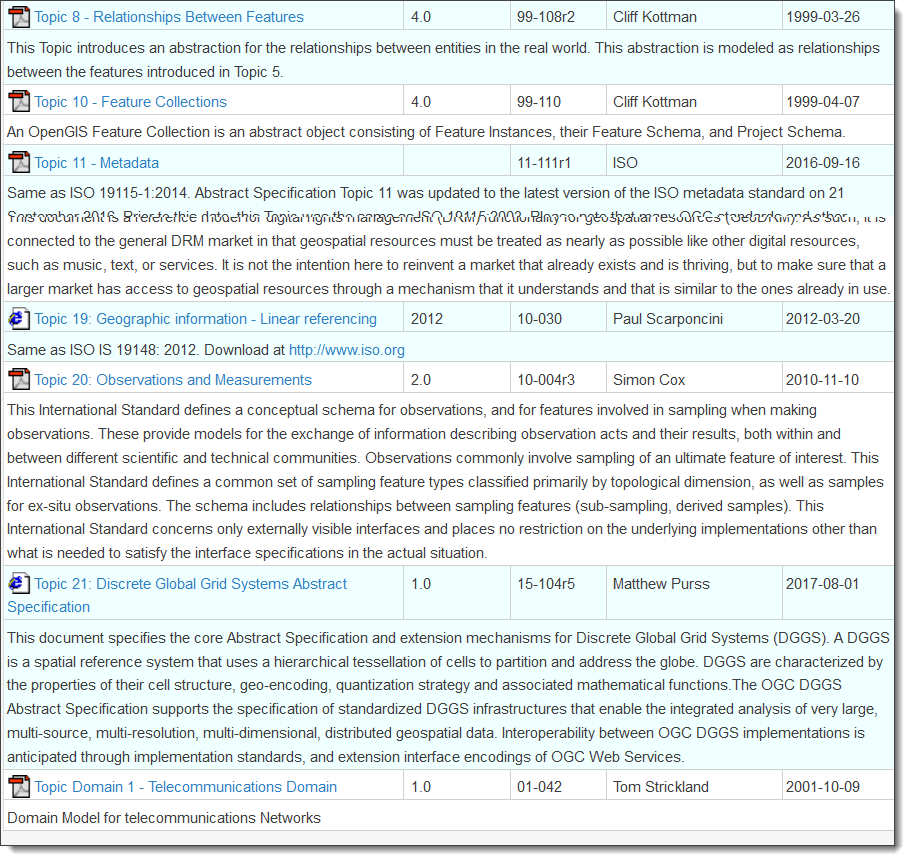 Topic 8 - Relationships Between Features 4.0 99-108r2 Cliff Kottman 1999-03-26
This Topic introduces an abstraction for the relationships between entities in the real world. This abstraction is modeled as relationships
between the features introduced in Topic 5.
Topic 10 - Feature Collections 4.0 99-110 Cliff Kottman 1999-04-07
An OpenGIS Feature Collection is an abstract object consisting of Feature Instances, their Feature Schema, and Project Schema.
Topic 11 - Metadata 11-111r1 ISO 2016-09-16
Same as ISO 19115-1:2014. Abstract Specification Topic 11 was updated to the latest version of the ISO metadata standard on 21
it is
connected to the general DRM market in that geospatial resources must be treated as nearly as possible like other digital resources,
such as music, text, or services. It is not the intention here to reinvent a market that already exists and is thriving, but to make sure that a
larger market has access to geospatial resources through a mechanism that it understands and that is similar to the ones already in use.
Topic 19: Geographic information - Linear referencing 2012 10-030 Paul Scarponcini 2012-03-20
Same as ISO IS 19148: 2012. Download at http://www.iso.org
Topic 20: Observations and Measurements 2.0 10-004r3 Simon Cox 2010-11-10
This International Standard defines a conceptual schema for observations, and for features involved in sampling when making
observations. These provide models for the exchange of information describing observation acts and their results, both within and
between different scientific and technical communities. Observations commonly involve sampling of an ultimate feature of interest. This
International Standard defines a common set of sampling feature types classified primarily by topological dimension, as well as samples
for ex-situ observations. The schema includes relationships between sampling features (sub-sampling, derived samples). This
International Standard concerns only externally visible interfaces and places no restriction on the underlying implementations other than
what is needed to satisfy the interface specifications in the actual situation.
Topic 21: Discrete Global Grid Systems Abstract 1.0 15-104r5 Matthew Purss 2017-08-01
Specification
This document specifies the core Abstract Specification and extension mechanisms for Discrete Global Grid Systems (DGGS). A DGGS
is a spatial reference system that uses a hierarchical tessellation of cells to partition and address the globe. DGGS are characterized by
the properties of their cell structure, geo-encoding, quantization strategy and associated mathematical functions.The OGC DGGS
Abstract Specification supports the specification of standardized DGGS infrastructures that enable the integrated analysis of very large,
multi-source, multi-resolution, multi-dimensional, distributed geospatial data. Interoperability between OGC DGGS implementations is
anticipated through implementation standards, and extension interface encodings of OGC Web Services.
Topic Domain 1 - Telecommunications Domain 1.0 01-042 Tom Strickland 2001-10-09
Domain Model for telecommunications Networks